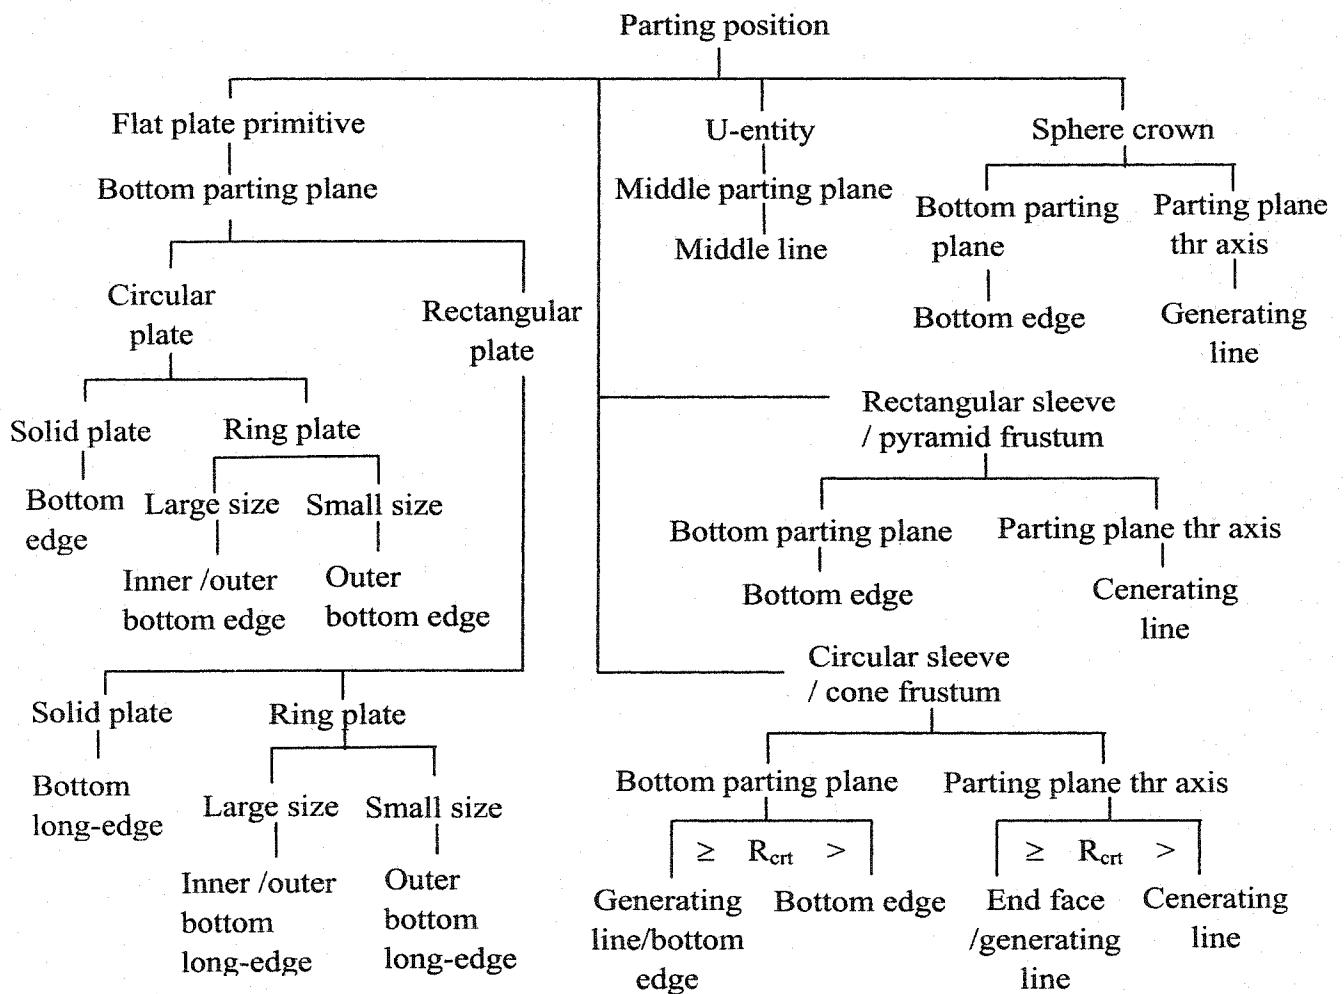 Parting position
Flat plate primitive
U-entity
Sphere crown
Bottom parting plane
Middle parting plane
Bottom parting
plane
Parting plane
thr axis
Middle line
Circular
plate
Rectangular
plate
Bottom edge
Generating
line
Solid plate
Ring plate
Rectangular sleeve
/ pyramid frustum
Bottom
edge
Large size
Small size
Bottom parting plane
Parting plane thr axis
Inner /outer
bottom edge
Outer
bottom edge
Bottom edge
Cenerating
line
Circular sleeve
/ cone frustum
Solid plate
Ring plate
Bottom
long-edge
Large size
Small size
Bottom parting plane
Parting plane thr axis
≥ Rcrt >
≥ Rcrt >
Inner /outer
bottom
long-edge
Outer
bottom
long-edge
Generating
line/bottom
edge
Bottom edge
End face
/generating
line
Cenerating
line